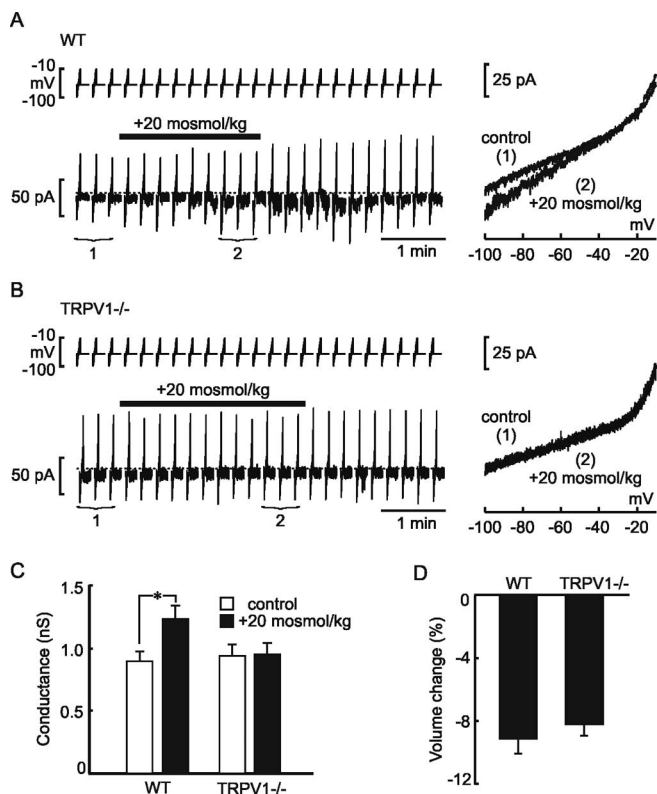 A
WT
-10
mV
-100
+20 mosmol/kg
50 pA
1
2
1 min
25 pA
control
(1)
(2)
+20 mosmol/kg
mV
-100 -80 -60 -40 -20
B
TRPV1-/-
-10
mV
-100
+20 mosmol/kg
50 pA
1
2
1 min
25 pA
control
(1)
(2)
+20 mosmol/kg
mV
-100 -80 -60 -40 -20
C
Conductance (nS)
1.5
1.0
0.5
0
*
control
+20 mosmol/kg
WT TRPV1-/-
D
WT TRPV1-/-
Volume change (%)
0
-4
-8
-12